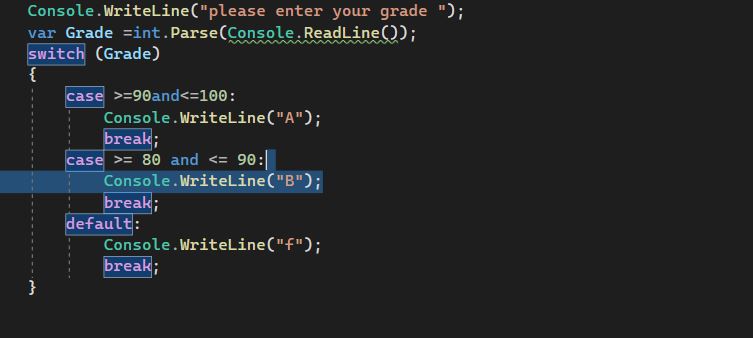 Console.WriteLine("please enter your grade ");
var Grade =int.Parse(Console.ReadLine());
switch (Grade)
{
case >=90and<=100:
Console.WriteLine("A");
break;
case >= 80 and <= 90:
Console.WriteLine("B");
break;
default:
Console.WriteLine("f");
break;
}